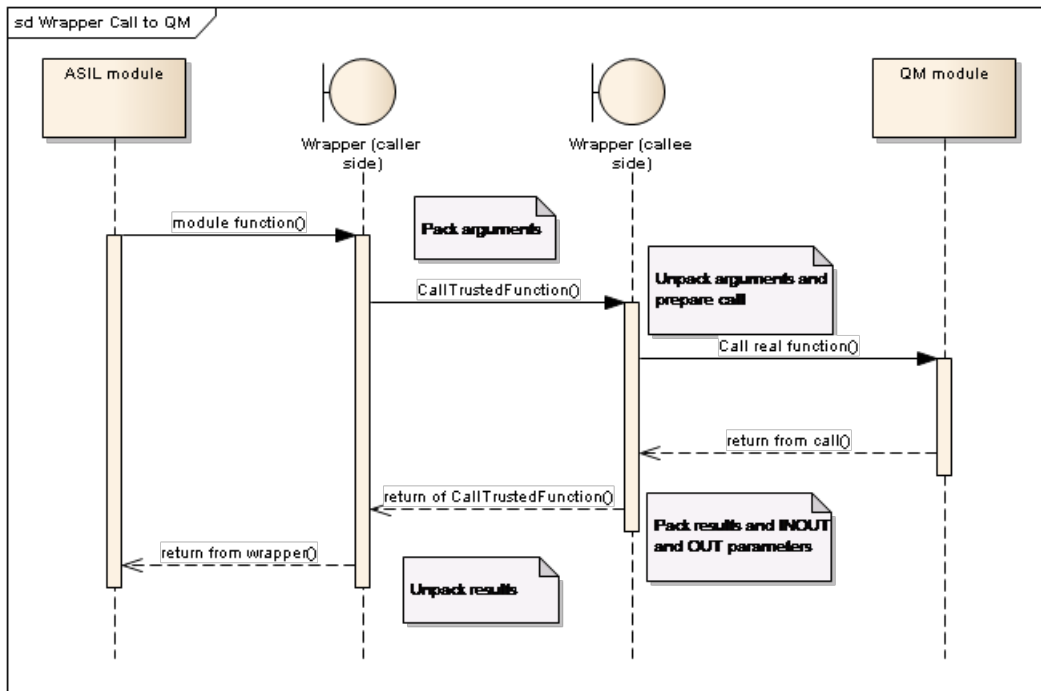 sd Wrapper Call to QM
ASIL module
QM module
Wrapper (caller
side)
Wrapper (callee
side)
module function()
Pack arguments
CallTrustedFunction()
Unpack arguments and
prepare call
Call real function()
return from call()
return of CallTrustedFunction()
Pack results and INOUT
and OUT parameters
return from wrapper()
Unpack results